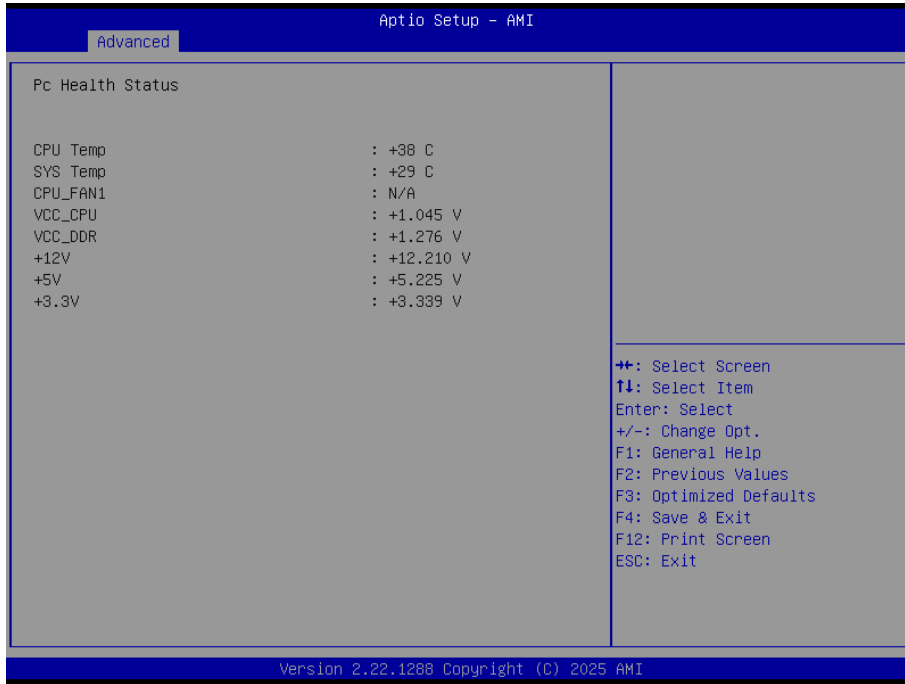 Aptio Setup – AMI
Advanced
Pc Health Status
CPU Temp : +38 C
SYS Temp : +29 C
CPU_FAN1 : N/A
VCC_CPU : +1.045 V
VCC_DDR : +1.276 V
+12V : +12.210 V
+5V : +5.225 V
+3.3V : +3.339 V
→←: Select Screen
↑↓: Select Item
Enter: Select
+/-: Change Opt.
F1: General Help
F2: Previous Values
F3: Optimized Defaults
F4: Save & Exit
F12: Print Screen
ESC: Exit
Version 2.22.1288 Copyright (C) 2025 AMI